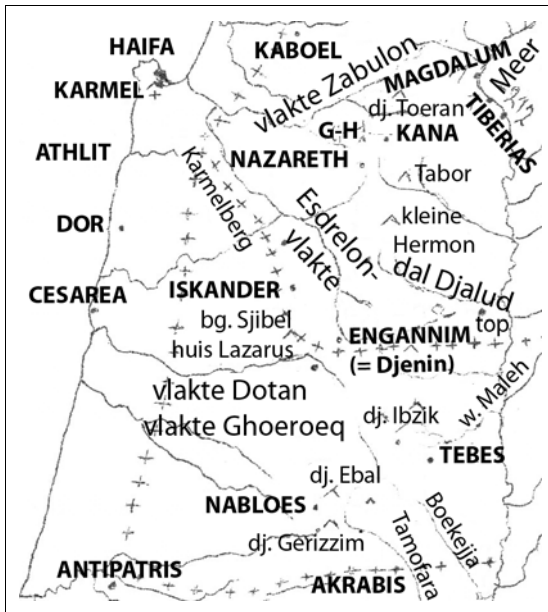 HAIFA
KABOEL
KARMEL
vlakte Zabulon
MAGDALUM
Meer
212
dj. Toeran
TIBERIAS
G-H
KANA
ATHLIT
NAZARETH
Karmelberg
Tabor
Esdrelon-
vlakte
kleine
Hermon
DOR
dal Djalud
CESAREA
ISKANDER
bg. Sjibel
huis Lazarus
top
ENGANNIM
(= Djenin)
vlakte Dotan
vlakte Ghoeroeq
dj. Ibzik
w. Maleh
TEBES
dj. Ebal
NABLOES
dj. Gerizzim
Tamofara
Boekejja
ANTIPATRIS
AKRABIS